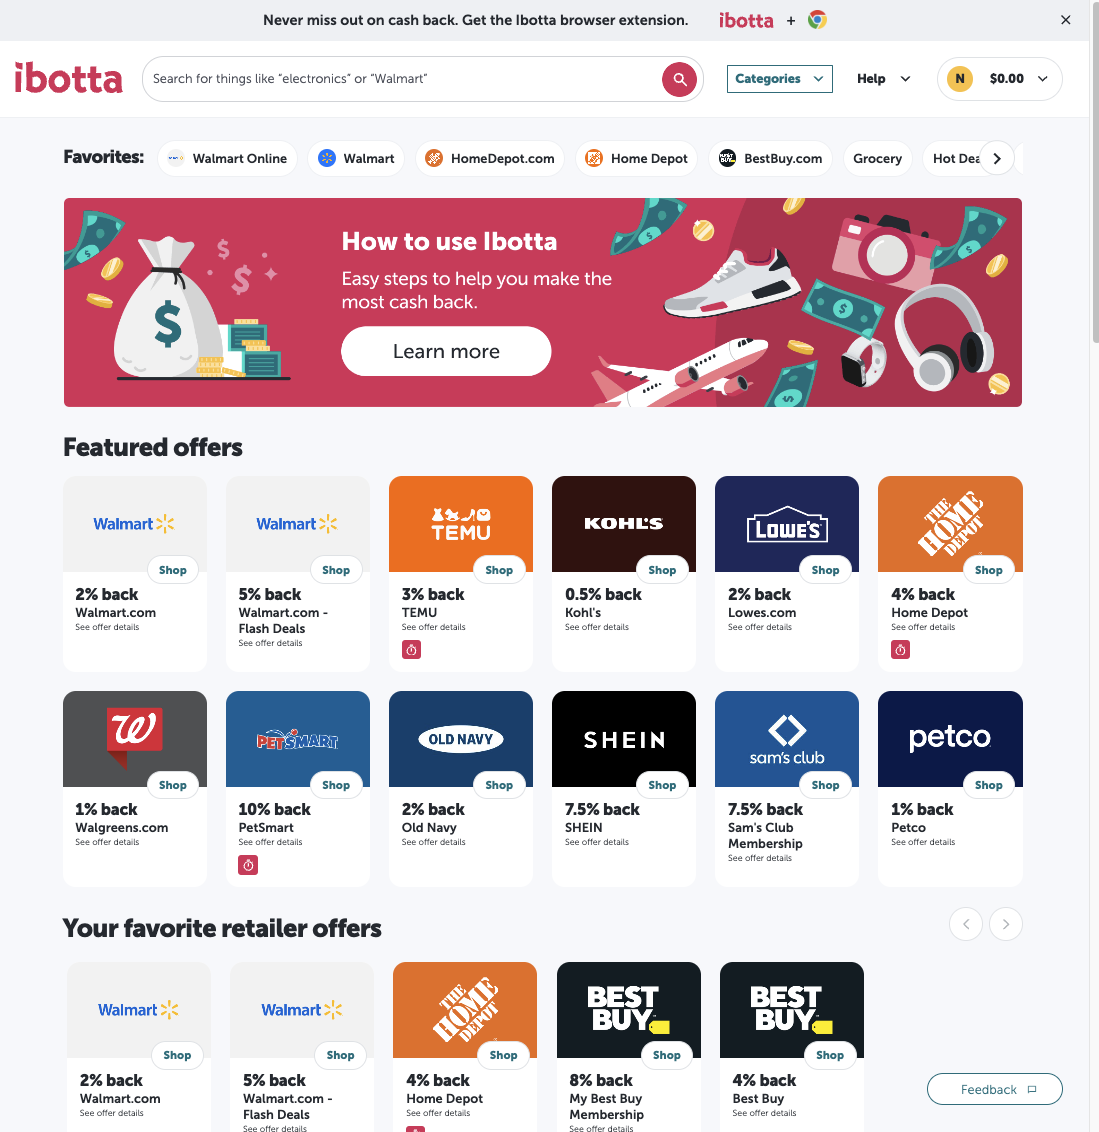 Never miss out on cash back. Get the Ibotta browser extension. ibotta +
ibotta
Search for things like "electronics" or "Walmart"
Categories
Help
N $0.00
Favorites:
Walmart Online
Walmart
HomeDepot.com
Home Depot
BestBuy.com
Grocery
Hot Dea
How to use Ibotta
Easy steps to help you make the
most cash back.
Learn more
Featured offers
Walmart
Shop
2% back
Walmart.com
See offer details
Walmart
Shop
5% back
Walmart.com -
Flash Deals
See offer details
TEMU
Shop
3% back
TEMU
See offer details
KOHL'S
Shop
0.5% back
Kohl's
See offer details
LOWE'S
Shop
2% back
Lowes.com
See offer details
THE
HOME
DEPOT
Shop
4% back
Home Depot
See offer details
W
Shop
1% back
Walgreens.com
See offer details
PETSMART
Shop
10% back
PetSmart
See offer details
OLD NAVY
Shop
2% back
Old Navy
See offer details
SHEIN
Shop
7.5% back
SHEIN
See offer details
sam's club
Shop
7.5% back
Sam's Club
Membership
See offer details
petco
Shop
1% back
Petco
See offer details
Your favorite retailer offers
Walmart
Shop
2% back
Walmart.com
See offer details
Walmart
Shop
5% back
Walmart.com -
Flash Deals
See offer details
THE
HOME
DEPOT
Shop
4% back
Home Depot
See offer details
BEST
BUY
Shop
8% back
My Best Buy
Membership
See offer details
BEST
BUY
Shop
4% back
Best Buy
See offer details
Feedback